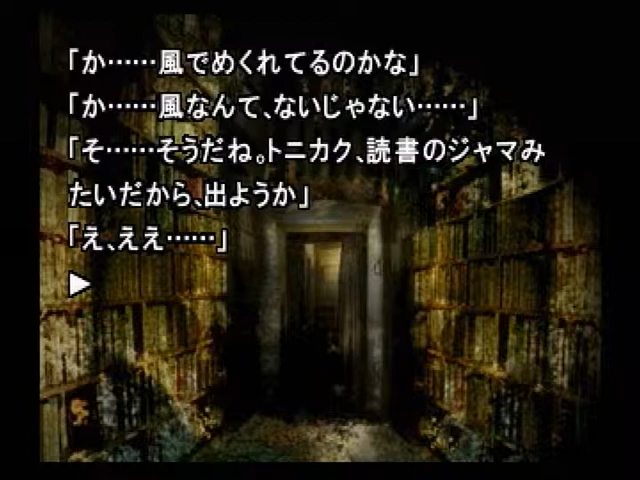 「か……風でめくれてるのかな」
「か……風なんて、ないじゃない……」
「そ……そうだね。トニカク、読書のジャマみ
たいだから、出ようか」
「え、ええ……」